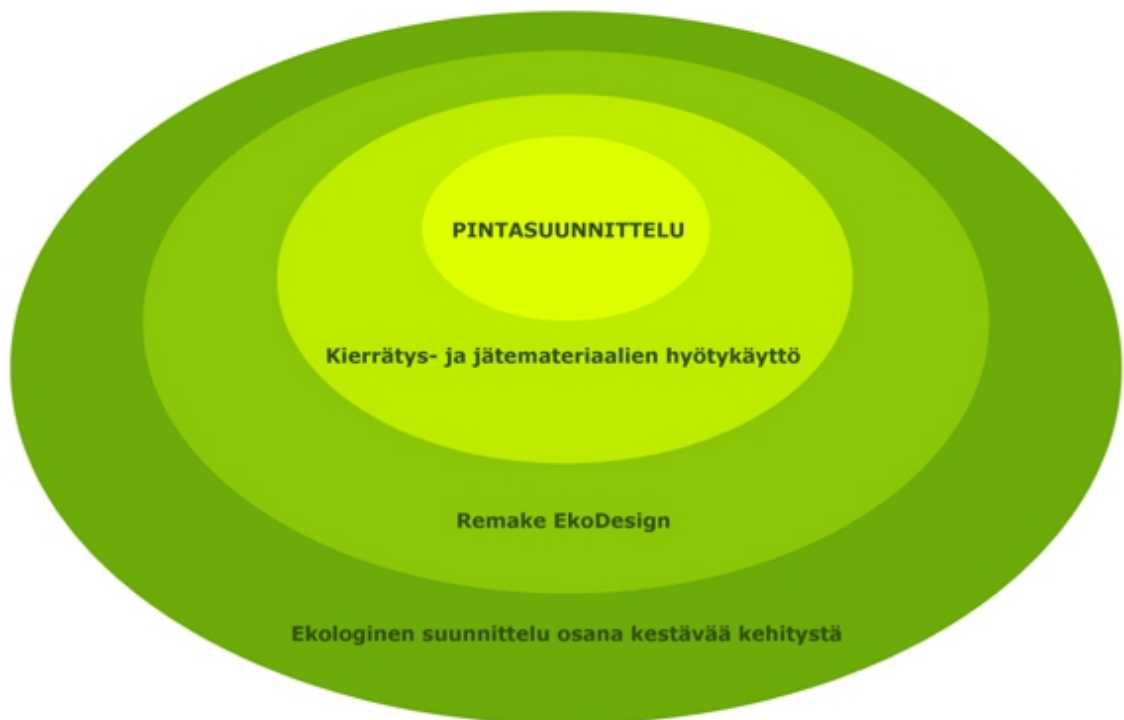 PINTASUUNNITTELU
Kierrätys- ja jätemateriaalien hyötykäyttö
Remake EkoDesign
Ekologinen suunnittelu osana kestävää kehitystä